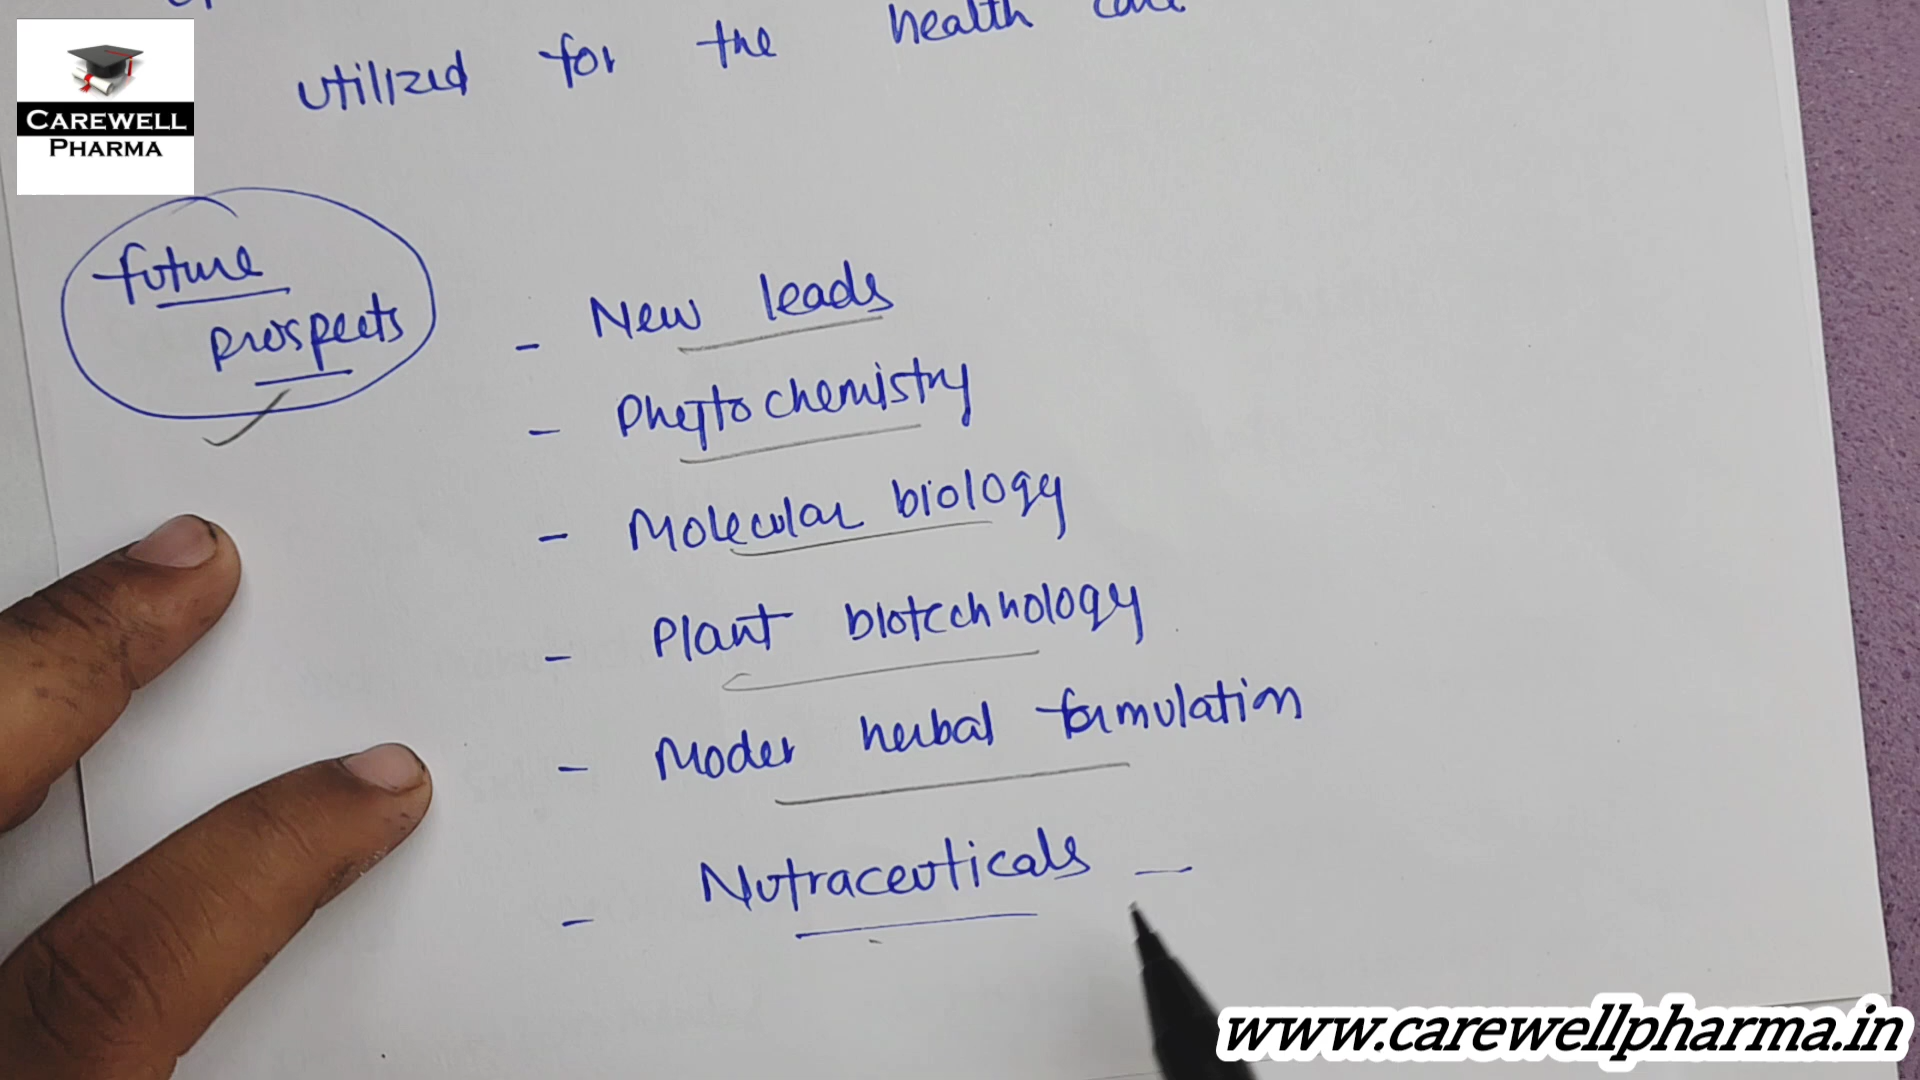 utilized for the health care
CAREWELL
PHARMA
future
prospects
- New leads
- Phytochemistry
- Molecular biology
- Plant biotechnology
- Moder herbal formulation
- Nutraceuticals —
www.carewellpharma.in